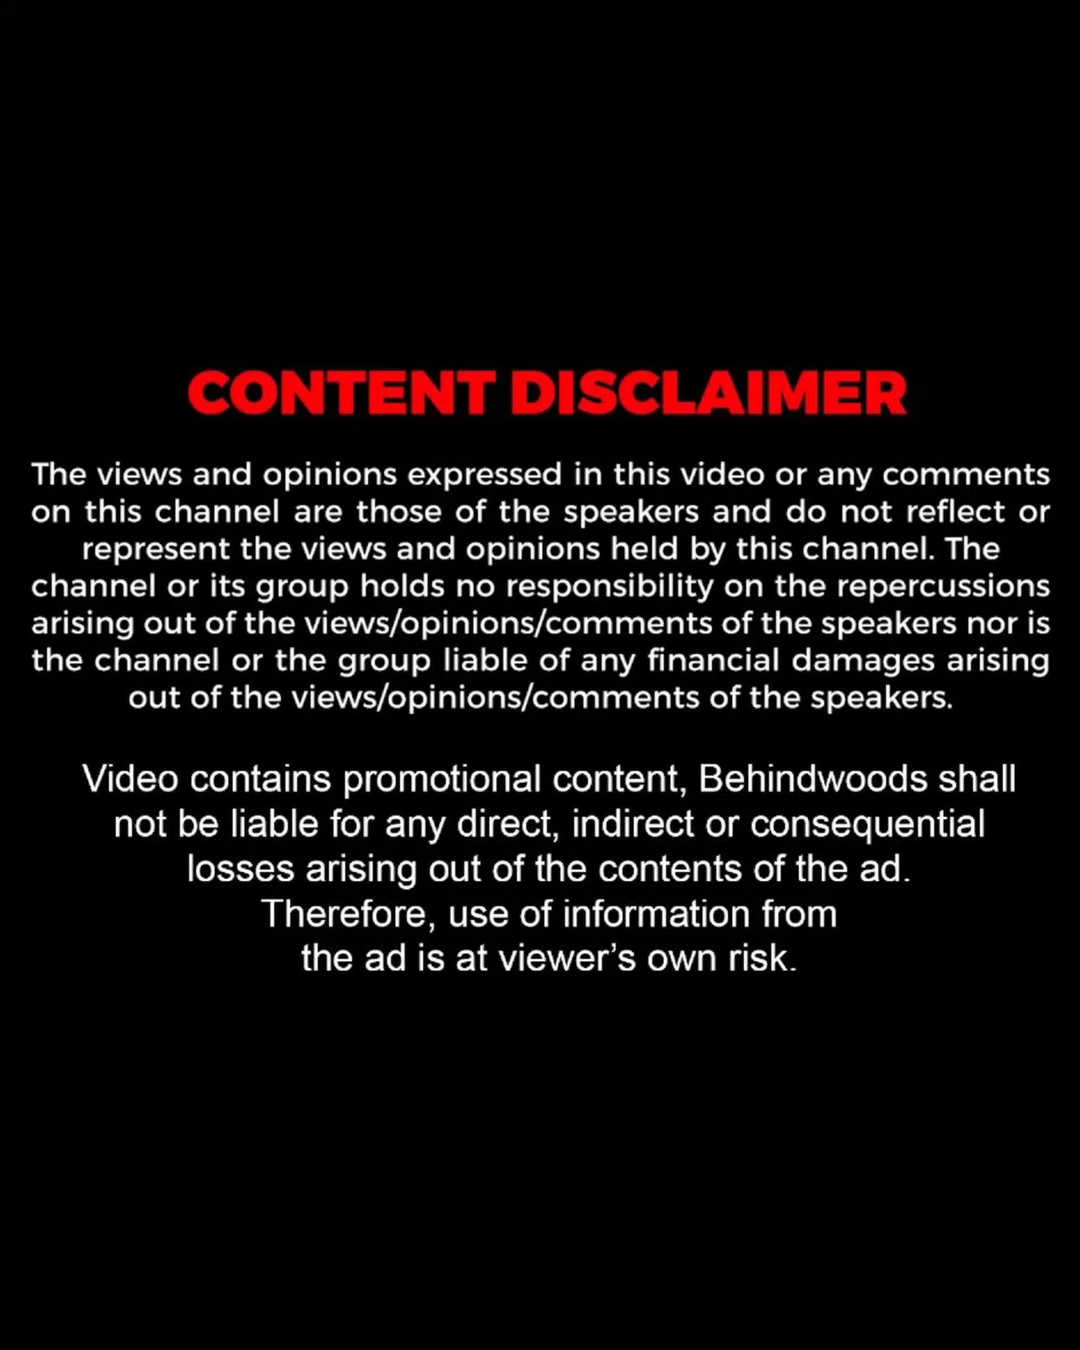 CONTENT DISCLAIMER
The views and opinions expressed in this video or any comments
on this channel are those of the speakers and do not reflect or
represent the views and opinions held by this channel. The
channel or its group holds no responsibility on the repercussions
arising out of the views/opinions/comments of the speakers nor is
the channel or the group liable of any financial damages arising
out of the views/opinions/comments of the speakers.
Video contains promotional content, Behindwoods shall
not be liable for any direct, indirect or consequential
losses arising out of the contents of the ad.
Therefore, use of information from
the ad is at viewer’s own risk.